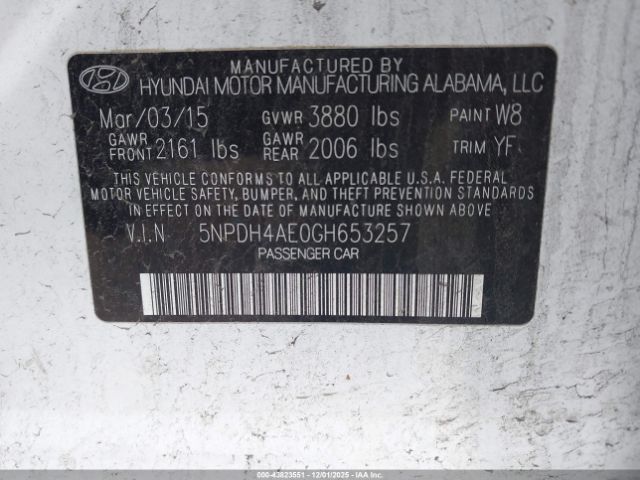 MANUFACTURED BY
HYUNDAI MOTOR MANUFACTURING ALABAMA, LLC
Mar/03/15 GVWR 3880 lbs PAINT W8
GAWR FRONT 2161 lbs GAWR REAR 2006 lbs TRIM YF
THIS VEHICLE CONFORMS TO ALL APPLICABLE U.S.A. FEDERAL
MOTOR VEHICLE SAFETY, BUMPER, AND THEFT PREVENTION STANDARDS
IN EFFECT ON THE DATE OF MANUFACTURE SHOWN ABOVE.
V.I.N 5NPDH4AE0GH653257
PASSENGER CAR
000-43823551 - 12/01/2025 - IAAI.COM